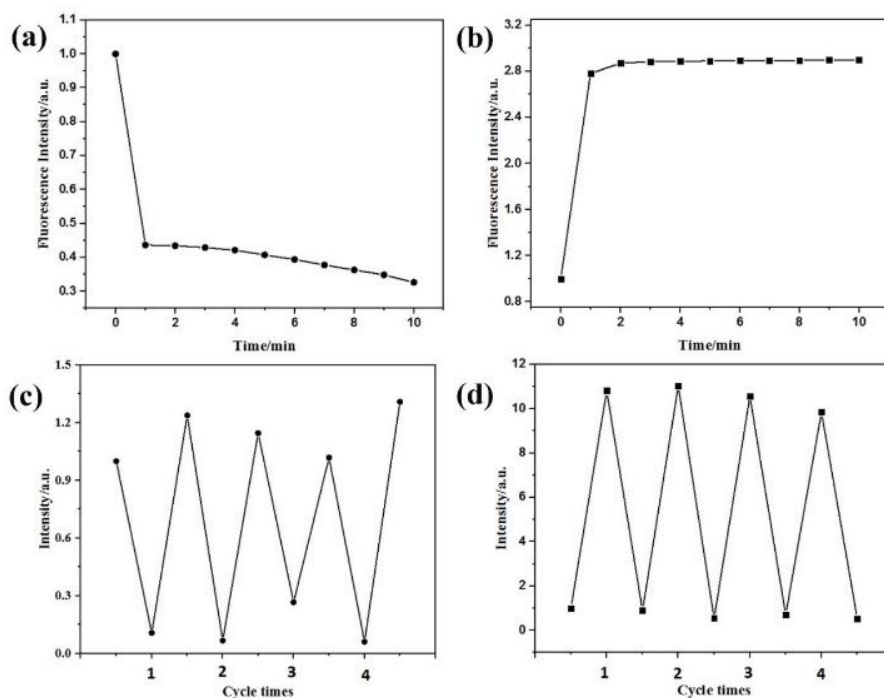 (a)
Fluorescence Intensity/a.u.
1.1
1.0
0.9
0.8
0.7
0.6
0.5
0.4
0.3
0 2 4 6 8 10
Time/min
(b)
Fluorescence Intensity/a.u.
3.2
2.8
2.4
2.0
1.6
1.2
0.8
0 2 4 6 8 10
Time/min
(c)
Intensity/a.u.
1.5
1.2
0.9
0.6
0.3
0.0
1 2 3 4
Cycle times
(d)
Intensity/a.u.
12
10
8
6
4
2
0
1 2 3 4
Cycle times